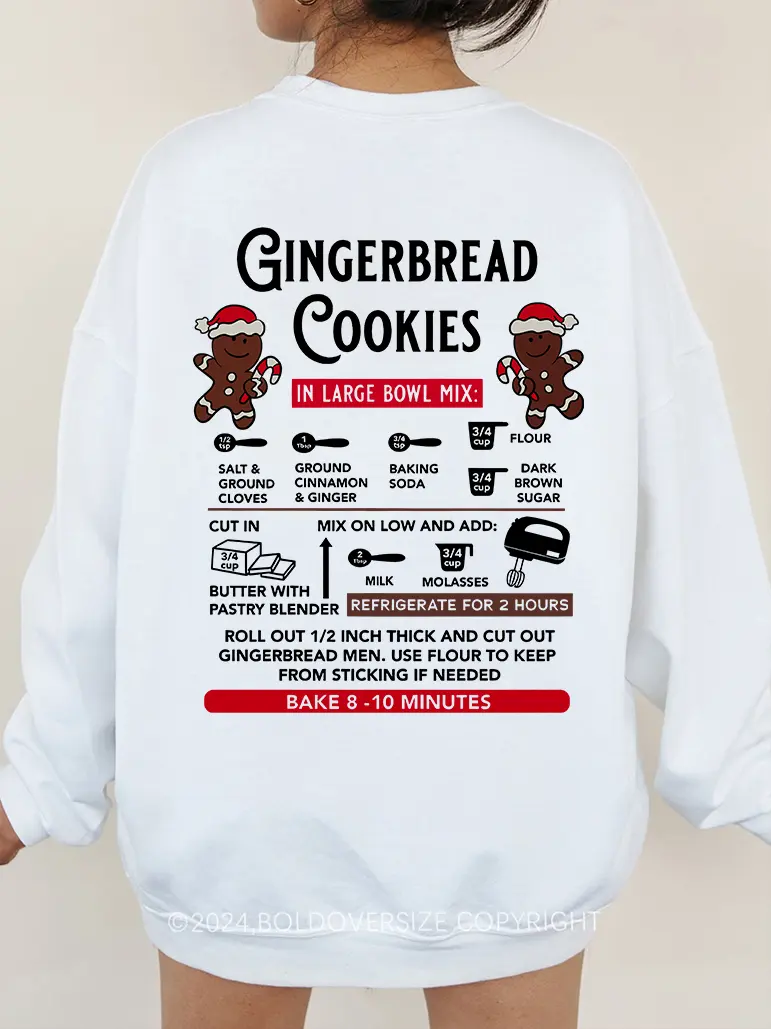 GINGERBREAD
COOKIES
IN LARGE BOWL MIX:
1/2
tsp
SALT &
GROUND
CLOVES
1
Tbsp
GROUND
CINNAMON
& GINGER
3/4
tsp
BAKING
SODA
3/4
cup
FLOUR
3/4
cup
DARK
BROWN
SUGAR
CUT IN
3/4
cup
BUTTER WITH
PASTRY BLENDER
MIX ON LOW AND ADD:
2
Tbsp
MILK
3/4
cup
MOLASSES
REFRIGERATE FOR 2 HOURS
ROLL OUT 1/2 INCH THICK AND CUT OUT
GINGERBREAD MEN. USE FLOUR TO KEEP
FROM STICKING IF NEEDED
BAKE 8 -10 MINUTES
©2024,BOLDOVERSIZE COPYRIGHT